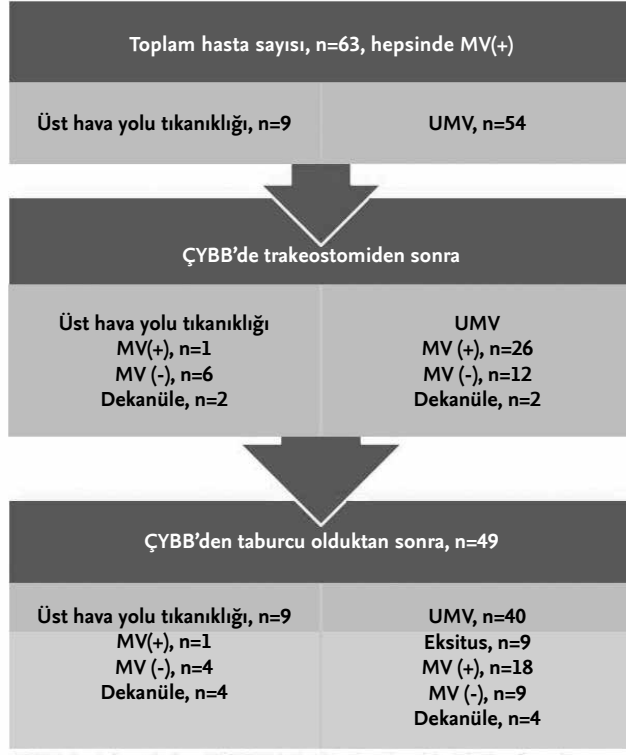 Toplam hasta sayısı, n=63, hepsinde MV(+)
Üst hava yolu tıkanıklığı, n=9
UMV, n=54
ÇYBB’de trakeostomiden sonra
Üst hava yolu tıkanıklığı
MV(+), n=1
MV (-), n=6
Dekanüle, n=2
UMV
MV (+), n=26
MV (-), n=12
Dekanüle, n=2
ÇYBB’den taburcu olduktan sonra, n=49
Üst hava yolu tıkanıklığı, n=9
MV(+), n=1
MV (-), n=4
Dekanüle, n=4
UMV, n=40
Eksitus, n=9
MV (+), n=18
MV (-), n=9
Dekanüle, n=4